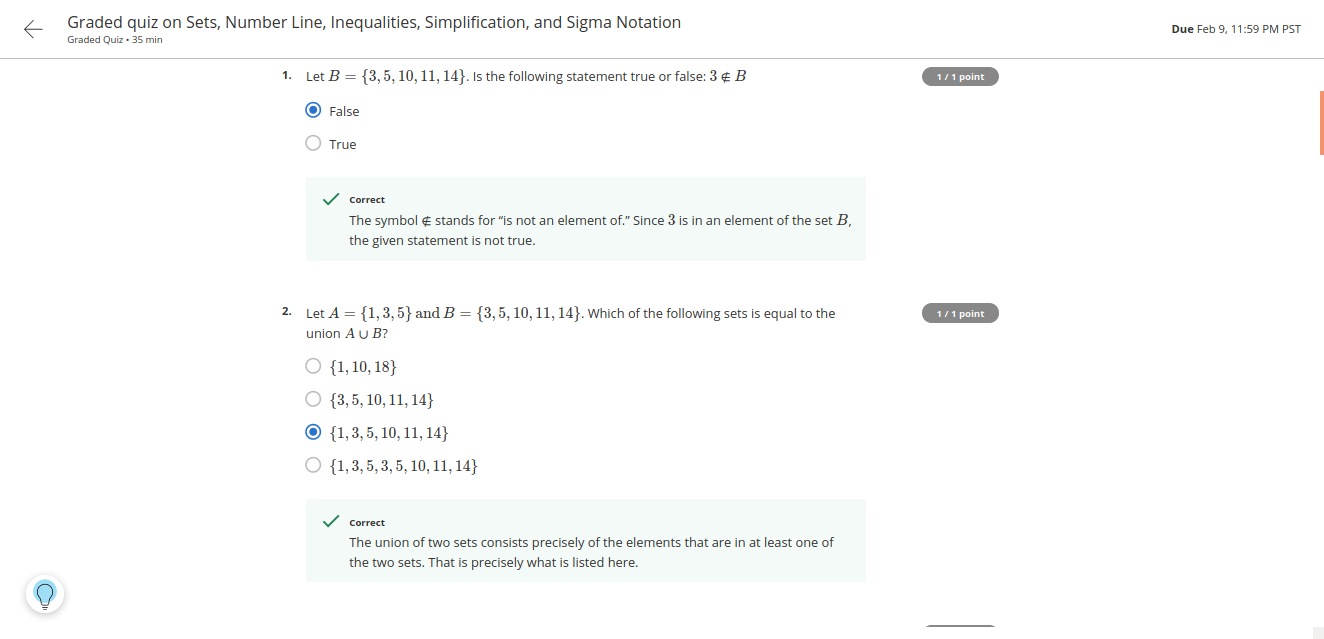 Graded quiz on Sets, Number Line, Inequalities, Simplification, and Sigma Notation
Graded Quiz • 35 min
Due Feb 9, 11:59 PM PST
1. Let B = {3, 5, 10, 11, 14}. Is the following statement true or false: 3 ∉ B
1 / 1 point
False
True
Correct
The symbol ∉ stands for “is not an element of.” Since 3 is in an element of the set B,
the given statement is not true.
2. Let A = {1, 3, 5} and B = {3, 5, 10, 11, 14}. Which of the following sets is equal to the
union A ∪ B?
1 / 1 point
{1, 10, 18}
{3, 5, 10, 11, 14}
{1, 3, 5, 10, 11, 14}
{1, 3, 5, 3, 5, 10, 11, 14}
Correct
The union of two sets consists precisely of the elements that are in at least one of
the two sets. That is precisely what is listed here.